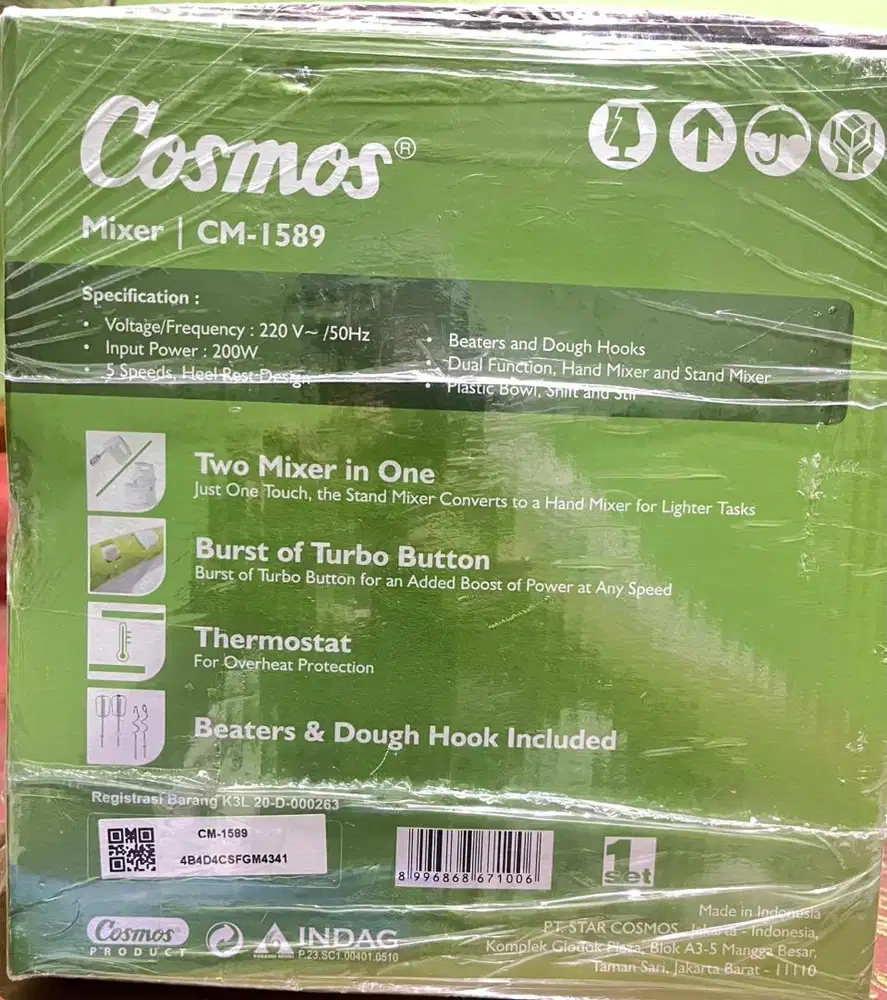 Cosmos®
Mixer | CM-1589
Specification :
• Voltage/Frequency : 220 V~ /50Hz
• Input Power : 200W
• 5 Speeds, Heel Rest Design
• Beaters and Dough Hooks
• Dual Function, Hand Mixer and Stand Mixer
• Plastic Bowl, Shift and Stir
Two Mixer in One
Just One Touch, the Stand Mixer Converts to a Hand Mixer for Lighter Tasks
Burst of Turbo Button
Burst of Turbo Button for an Added Boost of Power at Any Speed
Thermostat
For Overheat Protection
Beaters & Dough Hook Included
Registrasi Barang K3L 20-D-000263
CM-1589
4B4D4CSFGM4341
8 996868 671006
1
set
Cosmos
PRODUCT
INDAG
P.23.SC1.00401.0510
Made in Indonesia
PT. STAR COSMOS, Jakarta - Indonesia,
Komplek Glodok Plaza, Blok A3-5 Mangga Besar,
Taman Sari, Jakarta Barat - 11110